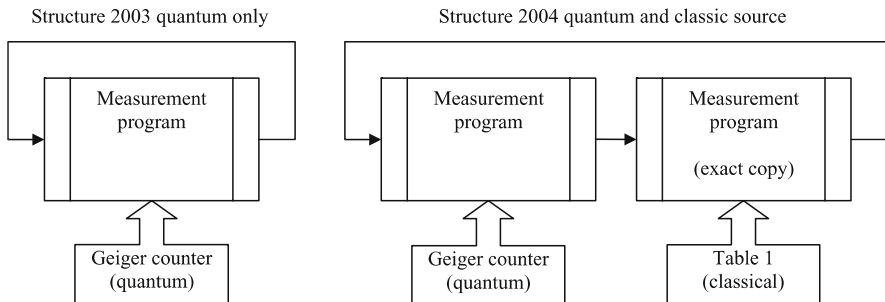 Structure 2003 quantum only
Structure 2004 quantum and classic source
Measurement
program
Measurement
program
Measurement
program
(exact copy)
Geiger counter
(quantum)
Geiger counter
(quantum)
Table 1
(classical)